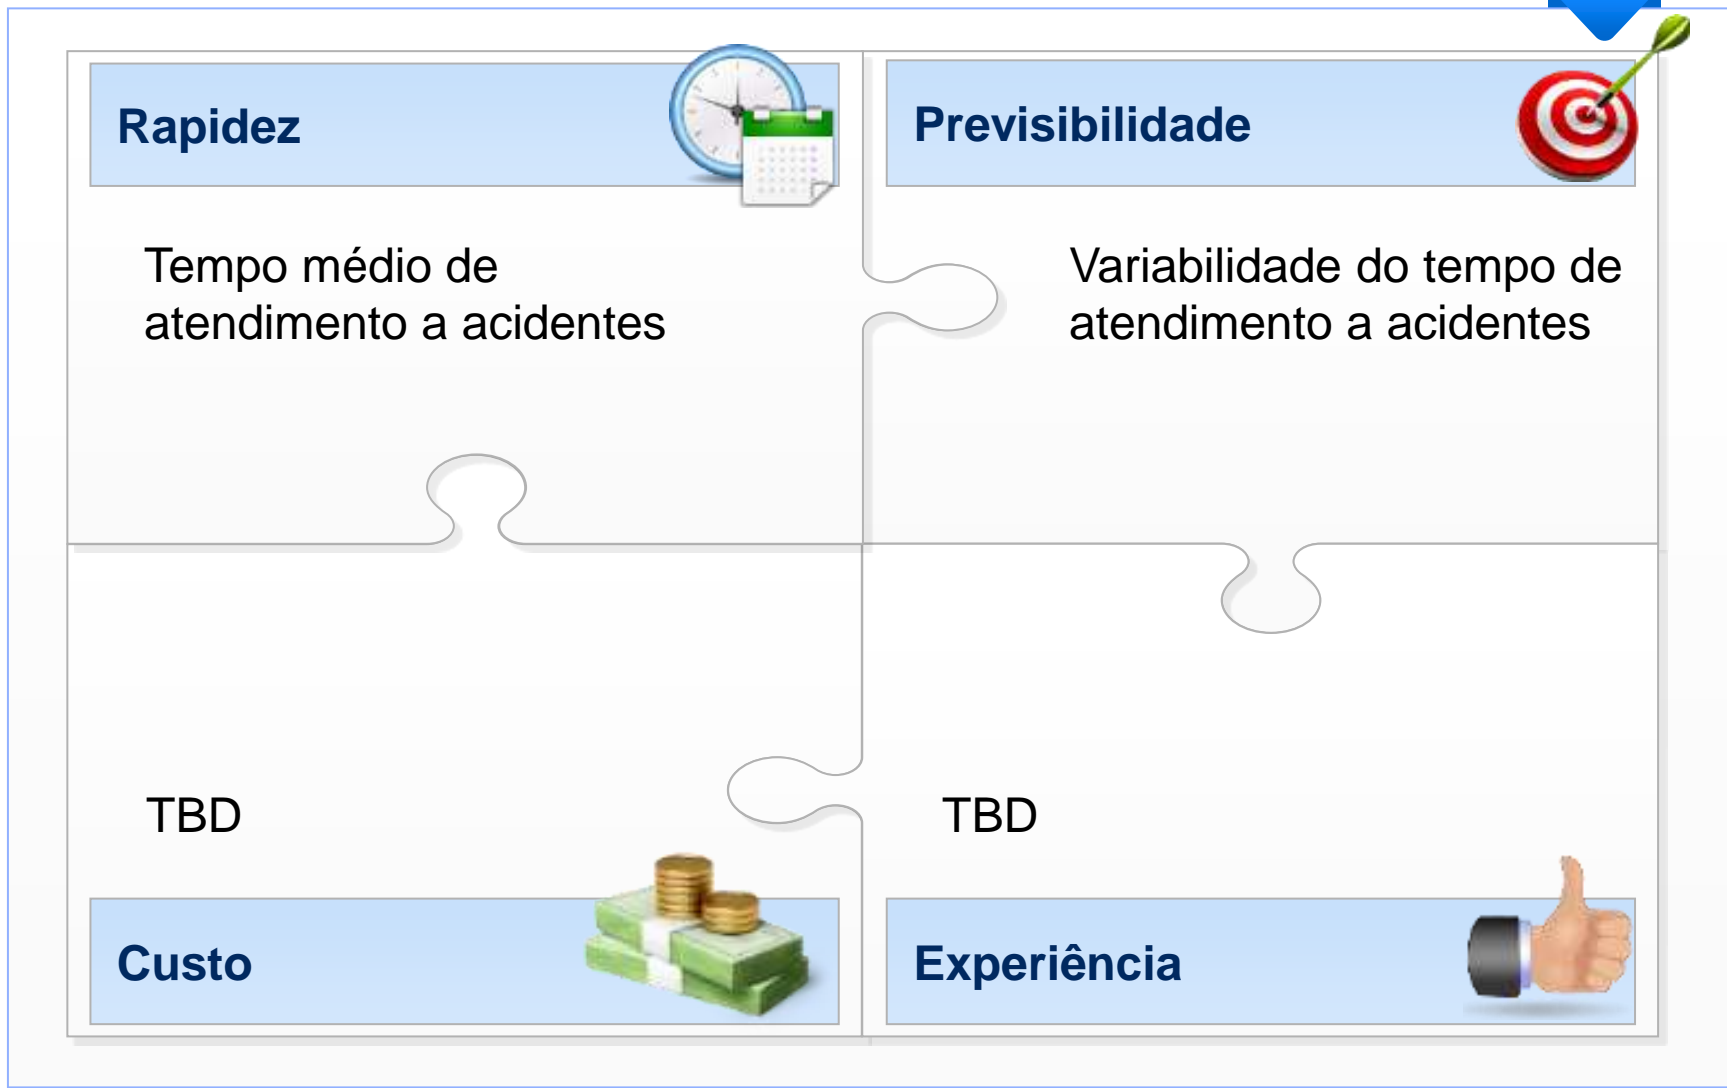 Rapidez
Tempo médio de
atendimento a acidentes
Previsibilidade
Variabilidade do tempo de
atendimento a acidentes
TBD
Custo
TBD
Experiência